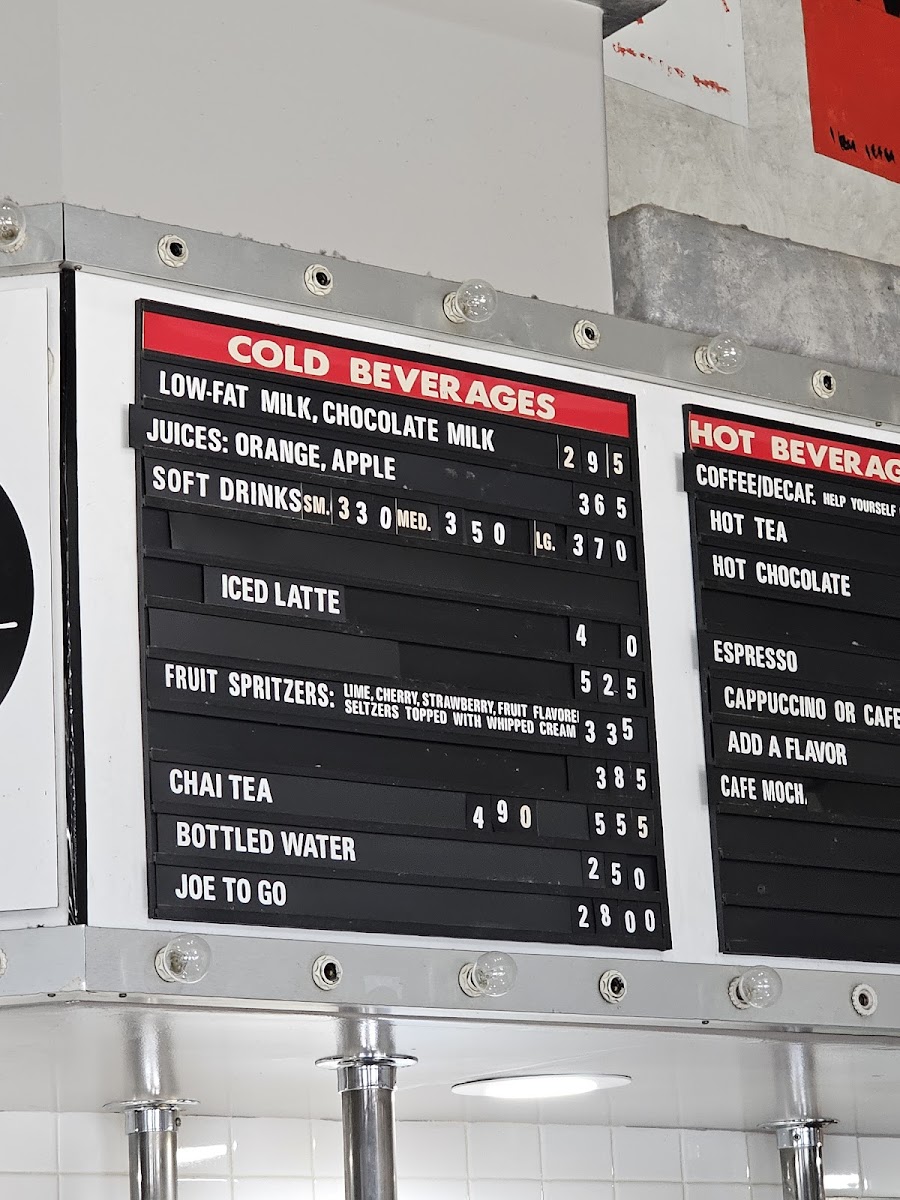 COLD BEVERAGES
LOW-FAT MILK, CHOCOLATE MILK 2 9 5
JUICES: ORANGE, APPLE 3 6 5
SOFT DRINKS SM. 3 3 0 MED. 3 5 0 LG. 3 7 0
ICED LATTE 4 0
5 2 5
FRUIT SPRITZERS: LIME, CHERRY, STRAWBERRY, FRUIT FLAVORE
SELTZERS TOPPED WITH WHIPPED CREAM 3 3 5
3 8 5
CHAI TEA 4 9 0 5 5 5
BOTTLED WATER 2 5 0
JOE TO GO 2 8 0 0
HOT BEVERAG
COFFEE/DECAF. HELP YOURSELF
HOT TEA
HOT CHOCOLATE
ESPRESSO
CAPPUCCINO OR CAFE
ADD A FLAVOR
CAFE MOCH